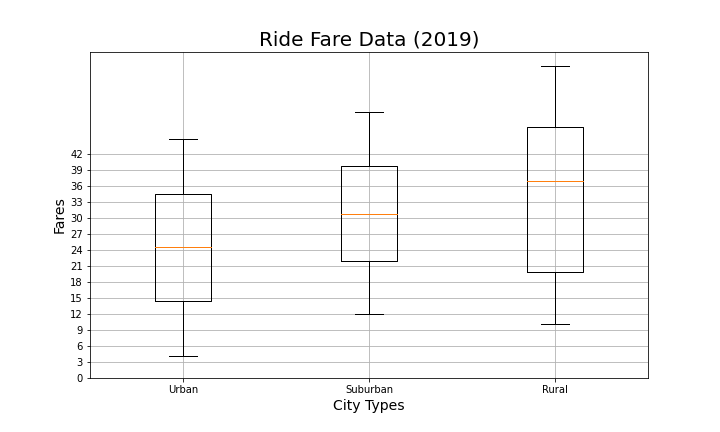 Ride Fare Data (2019)
Fares
42
39
36
33
30
27
24
21
18
15
12
9
6
3
0
Urban
Suburban
Rural
City Types